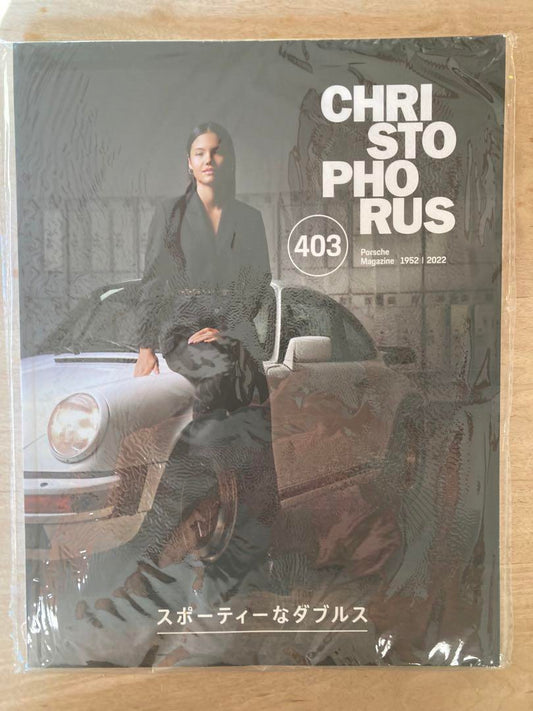 CHRI
STO
PHO
RUS
403
Porsche
Magazine 1952 | 2022
スポーティーなダブルス